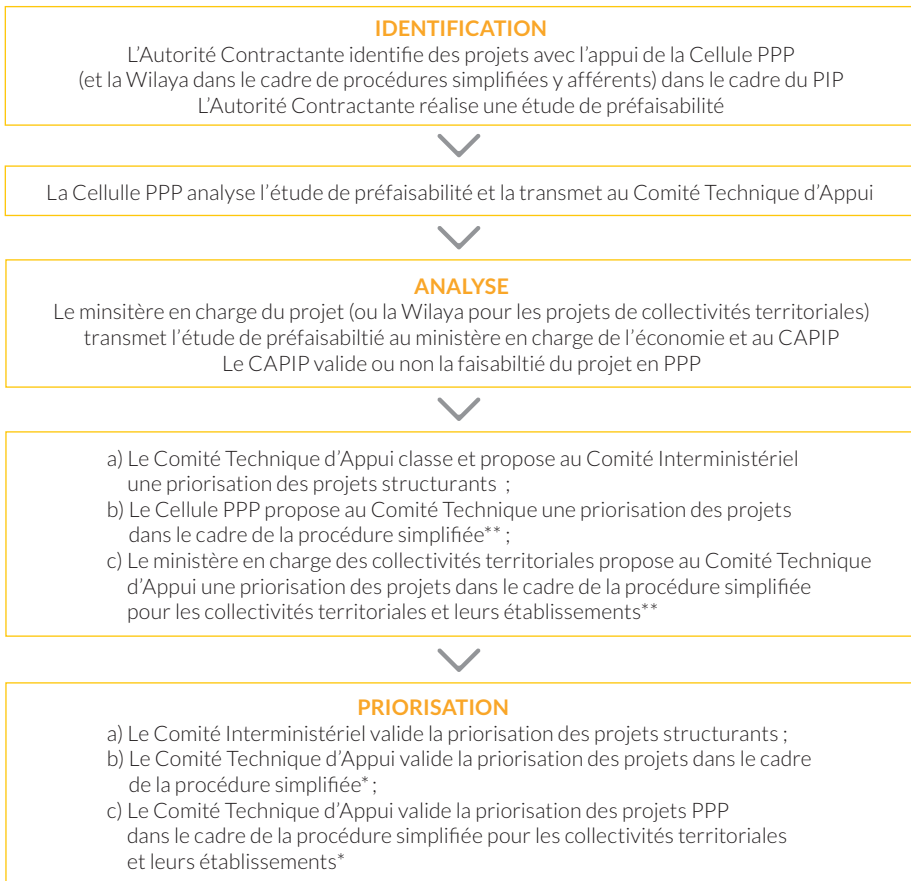 IDENTIFICATION
L’Autorité Contractante identifie des projets avec l’appui de la Cellule PPP
(et la Wilaya dans le cadre de procédures simplifiées y afférents) dans le cadre du PIP
L’Autorité Contractante réalise une étude de préfaisabilité
La Cellulle PPP analyse l’étude de préfaisabilité et la transmet au Comité Technique d’Appui
ANALYSE
Le minsitère en charge du projet (ou la Wilaya pour les projets de collectivités territoriales)
transmet l’étude de préfaisabiltié au ministère en charge de l’économie et au CAPIP
Le CAPIP valide ou non la faisabiltié du projet en PPP
a) Le Comité Technique d’Appui classe et propose au Comité Interministériel
une priorisation des projets structurants ;
b) Le Cellule PPP propose au Comité Technique une priorisation des projets
dans le cadre de la procédure simplifiée** ;
c) Le ministère en charge des collectivités territoriales propose au Comité Technique
d’Appui une priorisation des projets dans le cadre de la procédure simplifiée
pour les collectivités territoriales et leurs établissements**
PRIORISATION
a) Le Comité Interministériel valide la priorisation des projets structurants ;
b) Le Comité Technique d’Appui valide la priorisation des projets dans le cadre
de la procédure simplifiée* ;
c) Le Comité Technique d’Appui valide la priorisation des projets PPP
dans le cadre de la procédure simplifiée pour les collectivités territoriales
et leurs établissements*